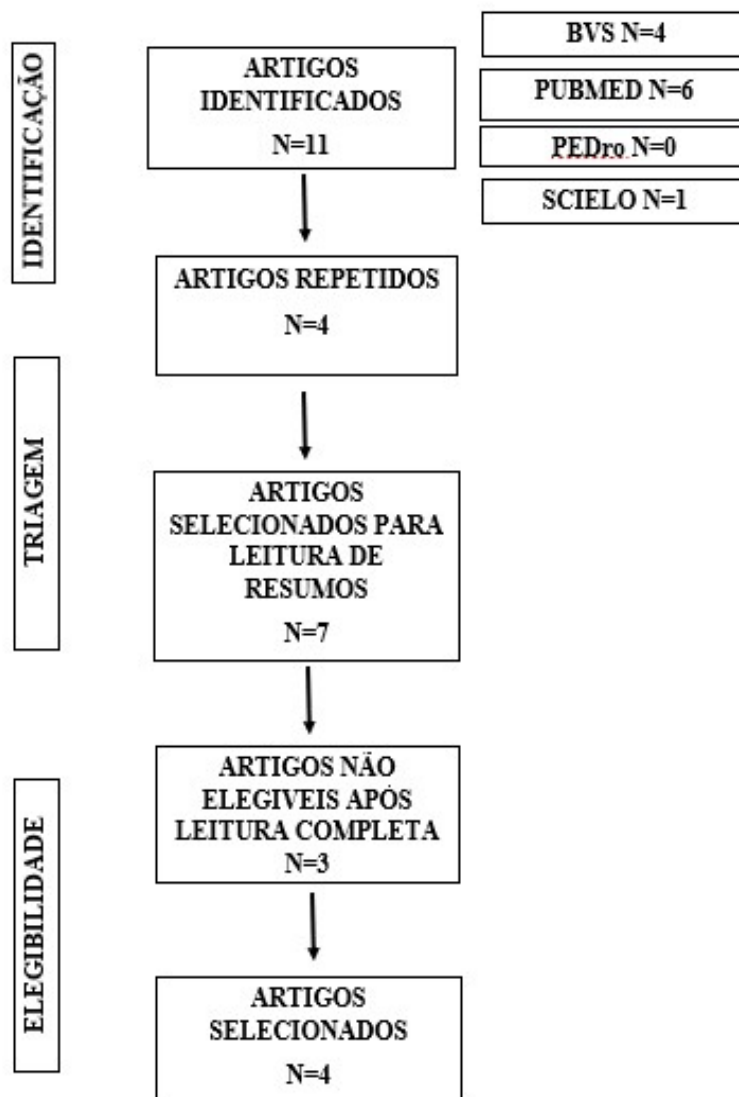 IDENTIFICAÇÃO
ARTIGOS
IDENTIFICADOS
N=11
BVS N=4
PUBMED N=6
PEDro N=0
SCIELO N=1
ARTIGOS REPETIDOS
N=4
TRIAGEM
ARTIGOS
SELECIONADOS PARA
LEITURA DE
RESUMOS
N=7
ELEGIBILIDADE
ARTIGOS NÃO
ELEGIVEIS APÓS
LEITURA COMPLETA
N=3
ARTIGOS
SELECIONADOS
N=4